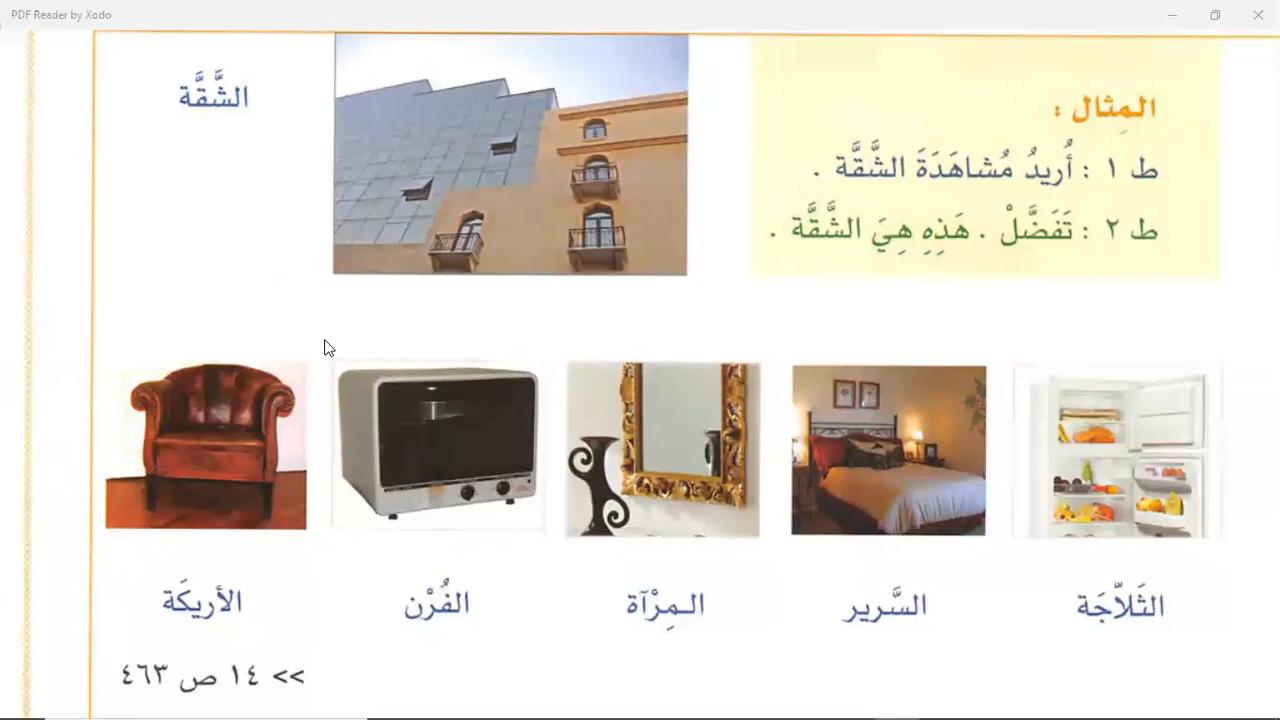 PDF Reader by Xodo
المِثال :
ط ١ : أُريدُ مُشاهَدَةَ الشَّقَّة .
ط ٢ : تَفَضَّلْ . هَذِهِ هِيَ الشَّقَّة .
الشَّقَّة
الثَلاّجَة
السَّرير
المِرْآة
الفُرْن
الأريكَة
>> ١٤ ص ٤٦٣